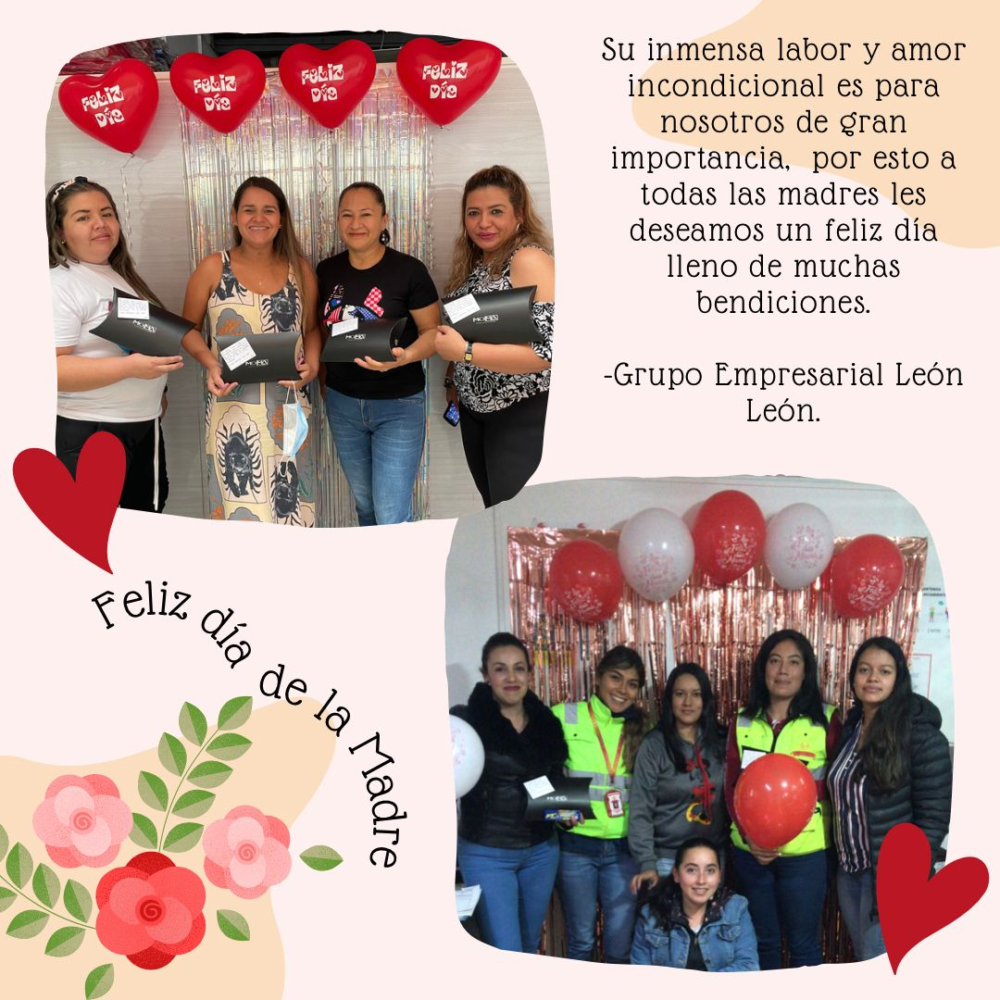 Su inmensa labor y amor
incondicional es para
nosotros de gran
importancia,  por esto a
todas las madres les
deseamos un feliz día
lleno de muchas
bendiciones.
-Grupo Empresarial León
León.
FeLiZ
Día
FeLiZ
Día
FeLiZ
Día
FeLiZ
Día
Feliz día de la Madre